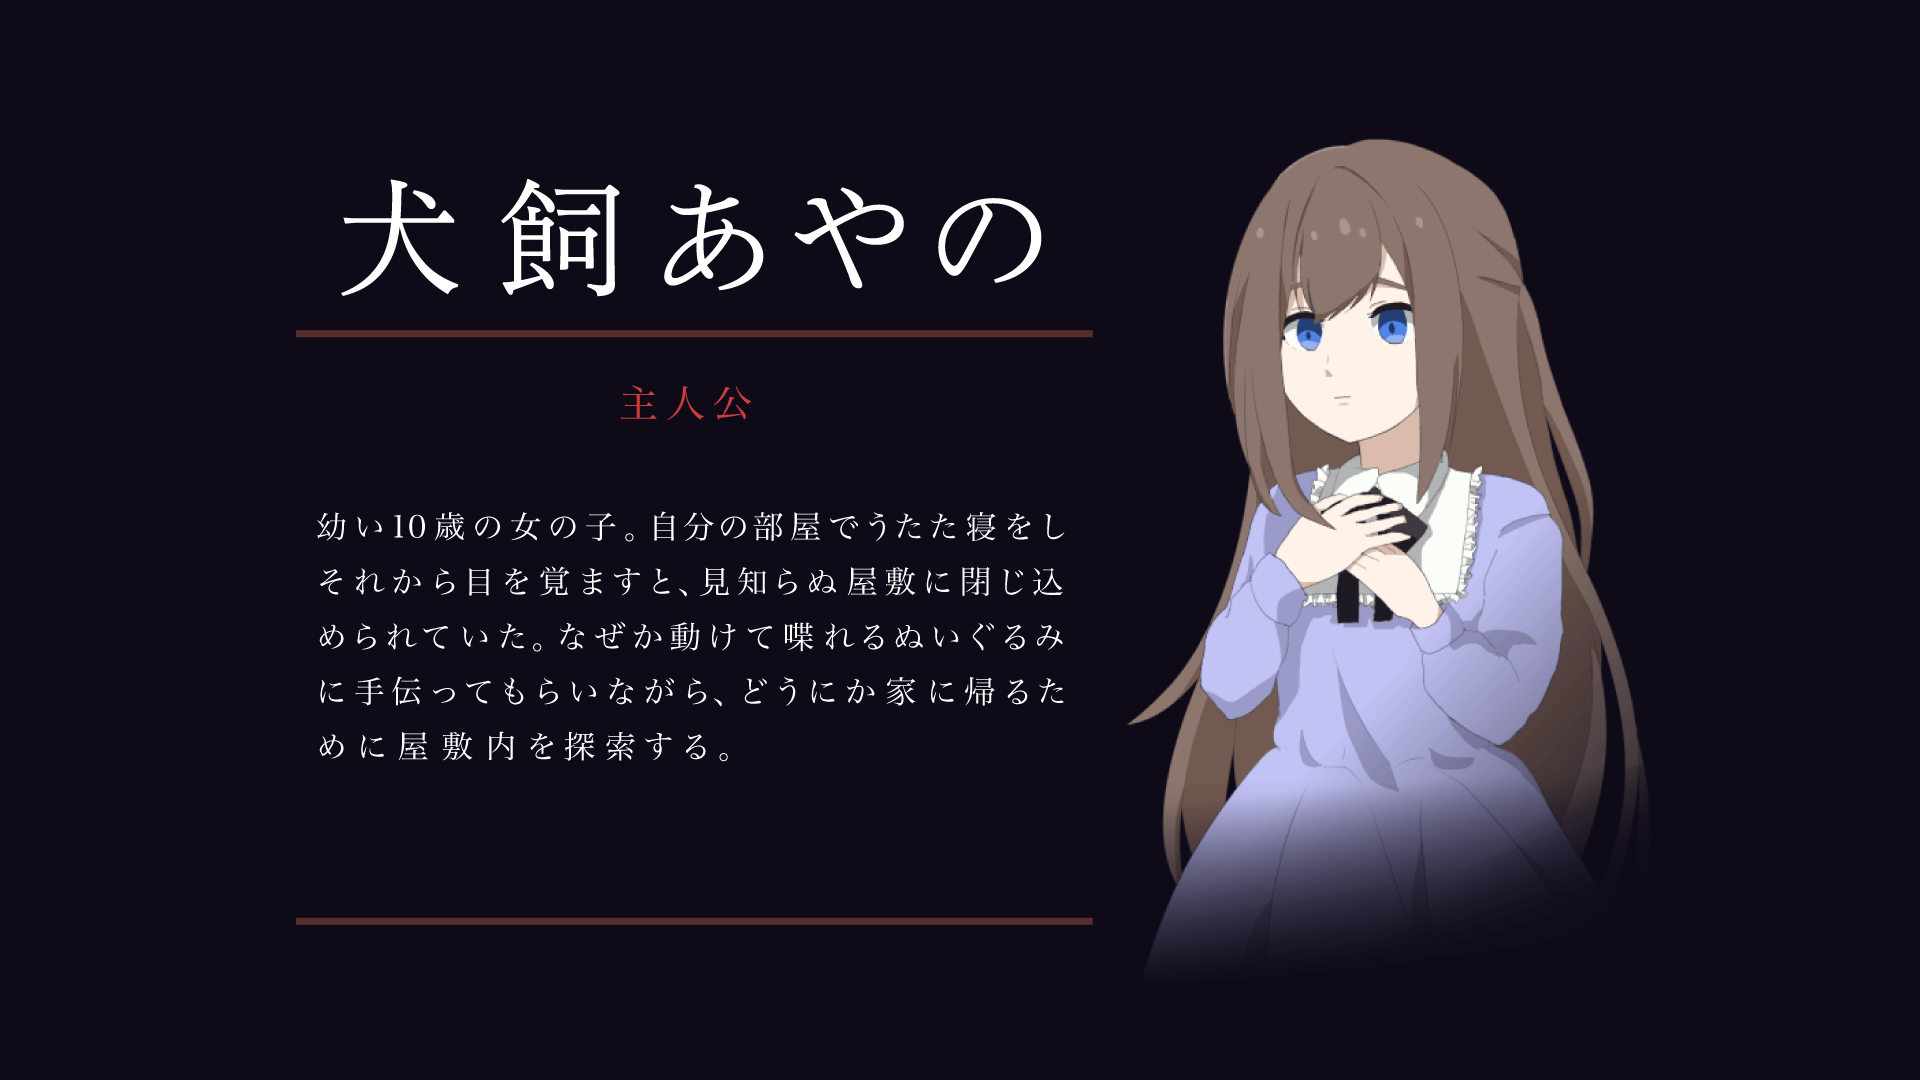 犬飼あやの
主人公
幼い10歳の女の子。自分の部屋でうたた寝をし
それから目を覚ますと、見知らぬ屋敷に閉じ込
められていた。なぜか動けて喋れるぬいぐるみ
に手伝ってもらいながら、どうにか家に帰るた
めに屋敷内を探索する。